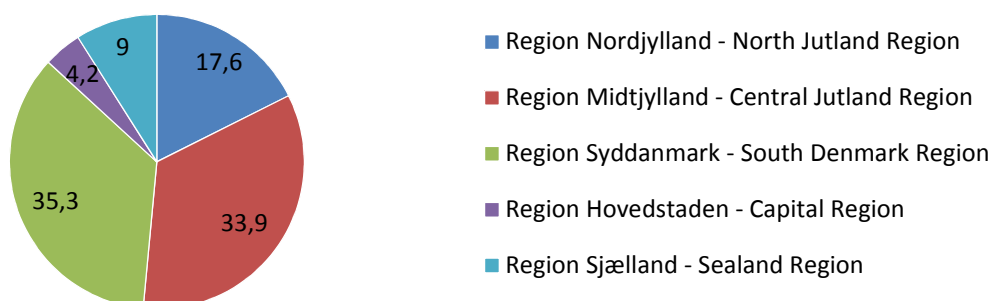 9
17,6
4,2
35,3
33,9
Region Nordjylland - North Jutland Region
Region Midtjylland - Central Jutland Region
Region Syddanmark - South Denmark Region
Region Hovedstaden - Capital Region
Region Sjælland - Sealand Region